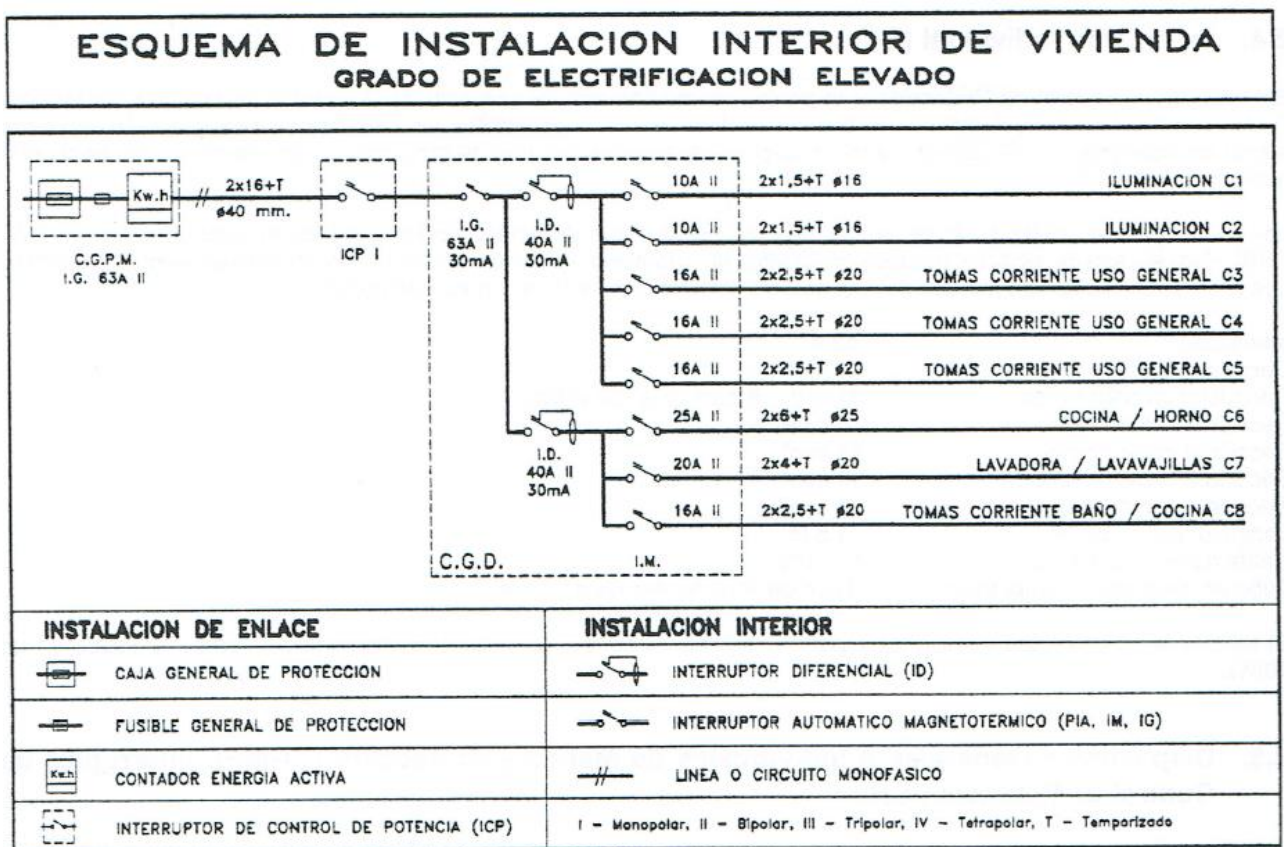 ESQUEMA DE INSTALACION INTERIOR DE VIVIENDA
GRADO DE ELECTRIFICACION ELEVADO
Kw.h
2x16+T
ø40 mm.
C.G.P.M.
I.G. 63A II
ICP I
I.G.
63A II
30mA
I.D.
40A II
30mA
10A II 2x1,5+T ø16 ILUMINACION C1
10A II 2x1,5+T ø16 ILUMINACION C2
16A II 2x2,5+T ø20 TOMAS CORRIENTE USO GENERAL C3
16A II 2x2,5+T ø20 TOMAS CORRIENTE USO GENERAL C4
16A II 2x2,5+T ø20 TOMAS CORRIENTE USO GENERAL C5
I.D.
40A II
30mA
25A II 2x6+T ø25 COCINA / HORNO C6
20A II 2x4+T ø20 LAVADORA / LAVAVAJILLAS C7
16A II 2x2,5+T ø20 TOMAS CORRIENTE BAÑO / COCINA C8
C.G.D.
I.M.
INSTALACION DE ENLACE
CAJA GENERAL DE PROTECCION
FUSIBLE GENERAL DE PROTECCION
Kw.h
CONTADOR ENERGIA ACTIVA
INTERRUPTOR DE CONTROL DE POTENCIA (ICP)
INSTALACION INTERIOR
INTERRUPTOR DIFERENCIAL (ID)
INTERRUPTOR AUTOMATICO MAGNETOTERMICO (PIA, IM, IG)
LINEA O CIRCUITO MONOFASICO
I - Monopolar, II - Bipolar, III - Tripolar, IV - Tetrapolar, T - Temporizado